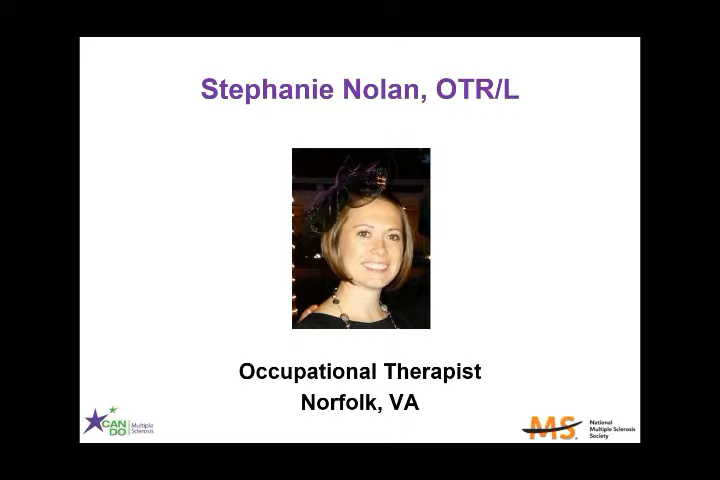 Stephanie Nolan, OTR/L
Occupational Therapist
Norfolk, VA
CAN
DO
Multiple
Sclerosis
MS
National
Multiple Sclerosis
Society